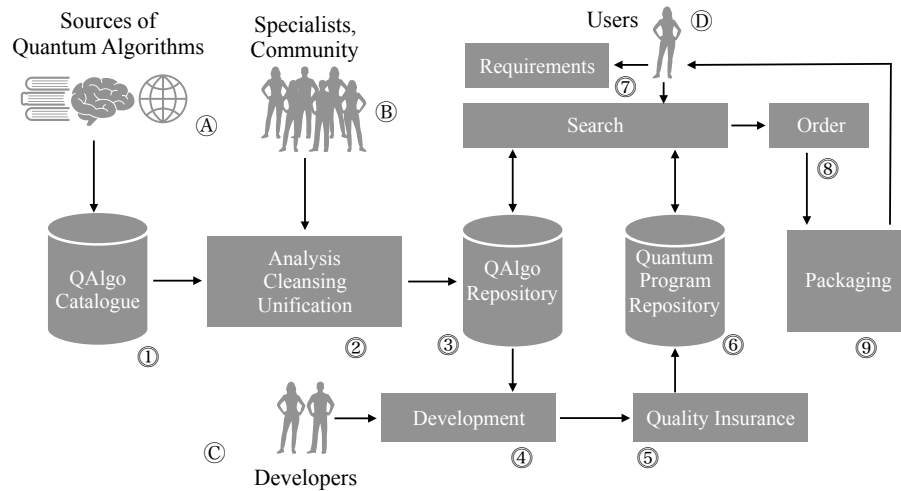 Sources of
Quantum Algorithms
Ⓐ
Specialists,
Community
Ⓑ
Users
Ⓓ
Requirements
⑦
Search
Order
⑧
QAlgo
Catalogue
①
Analysis
Cleansing
Unification
②
QAlgo
Repository
③
Quantum
Program
Repository
⑥
Packaging
⑨
Ⓒ
Developers
Development
④
Quality Insurance
⑤